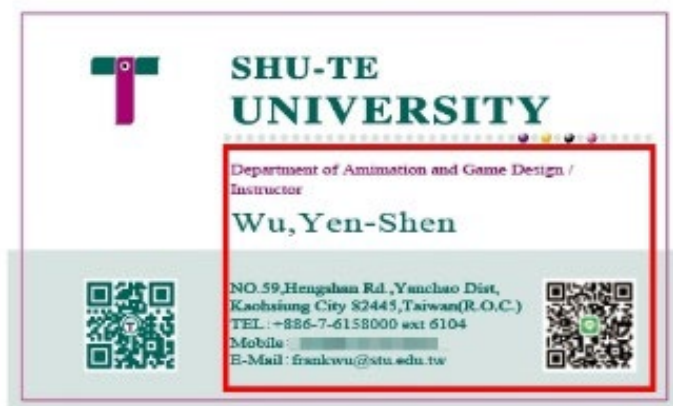 SHU-TE
UNIVERSITY
Department of Amimation and Game Design /
Instructor
Wu,Yen-Shen
NO.59,Hengshan Rd.,Yanchao Dist,
Kaohsiung City 82445,Taiwan(R.O.C.)
TEL:+886-7-6158000 ext 6104
Mobile:
E-Mail:frankwu@stu.edu.tw